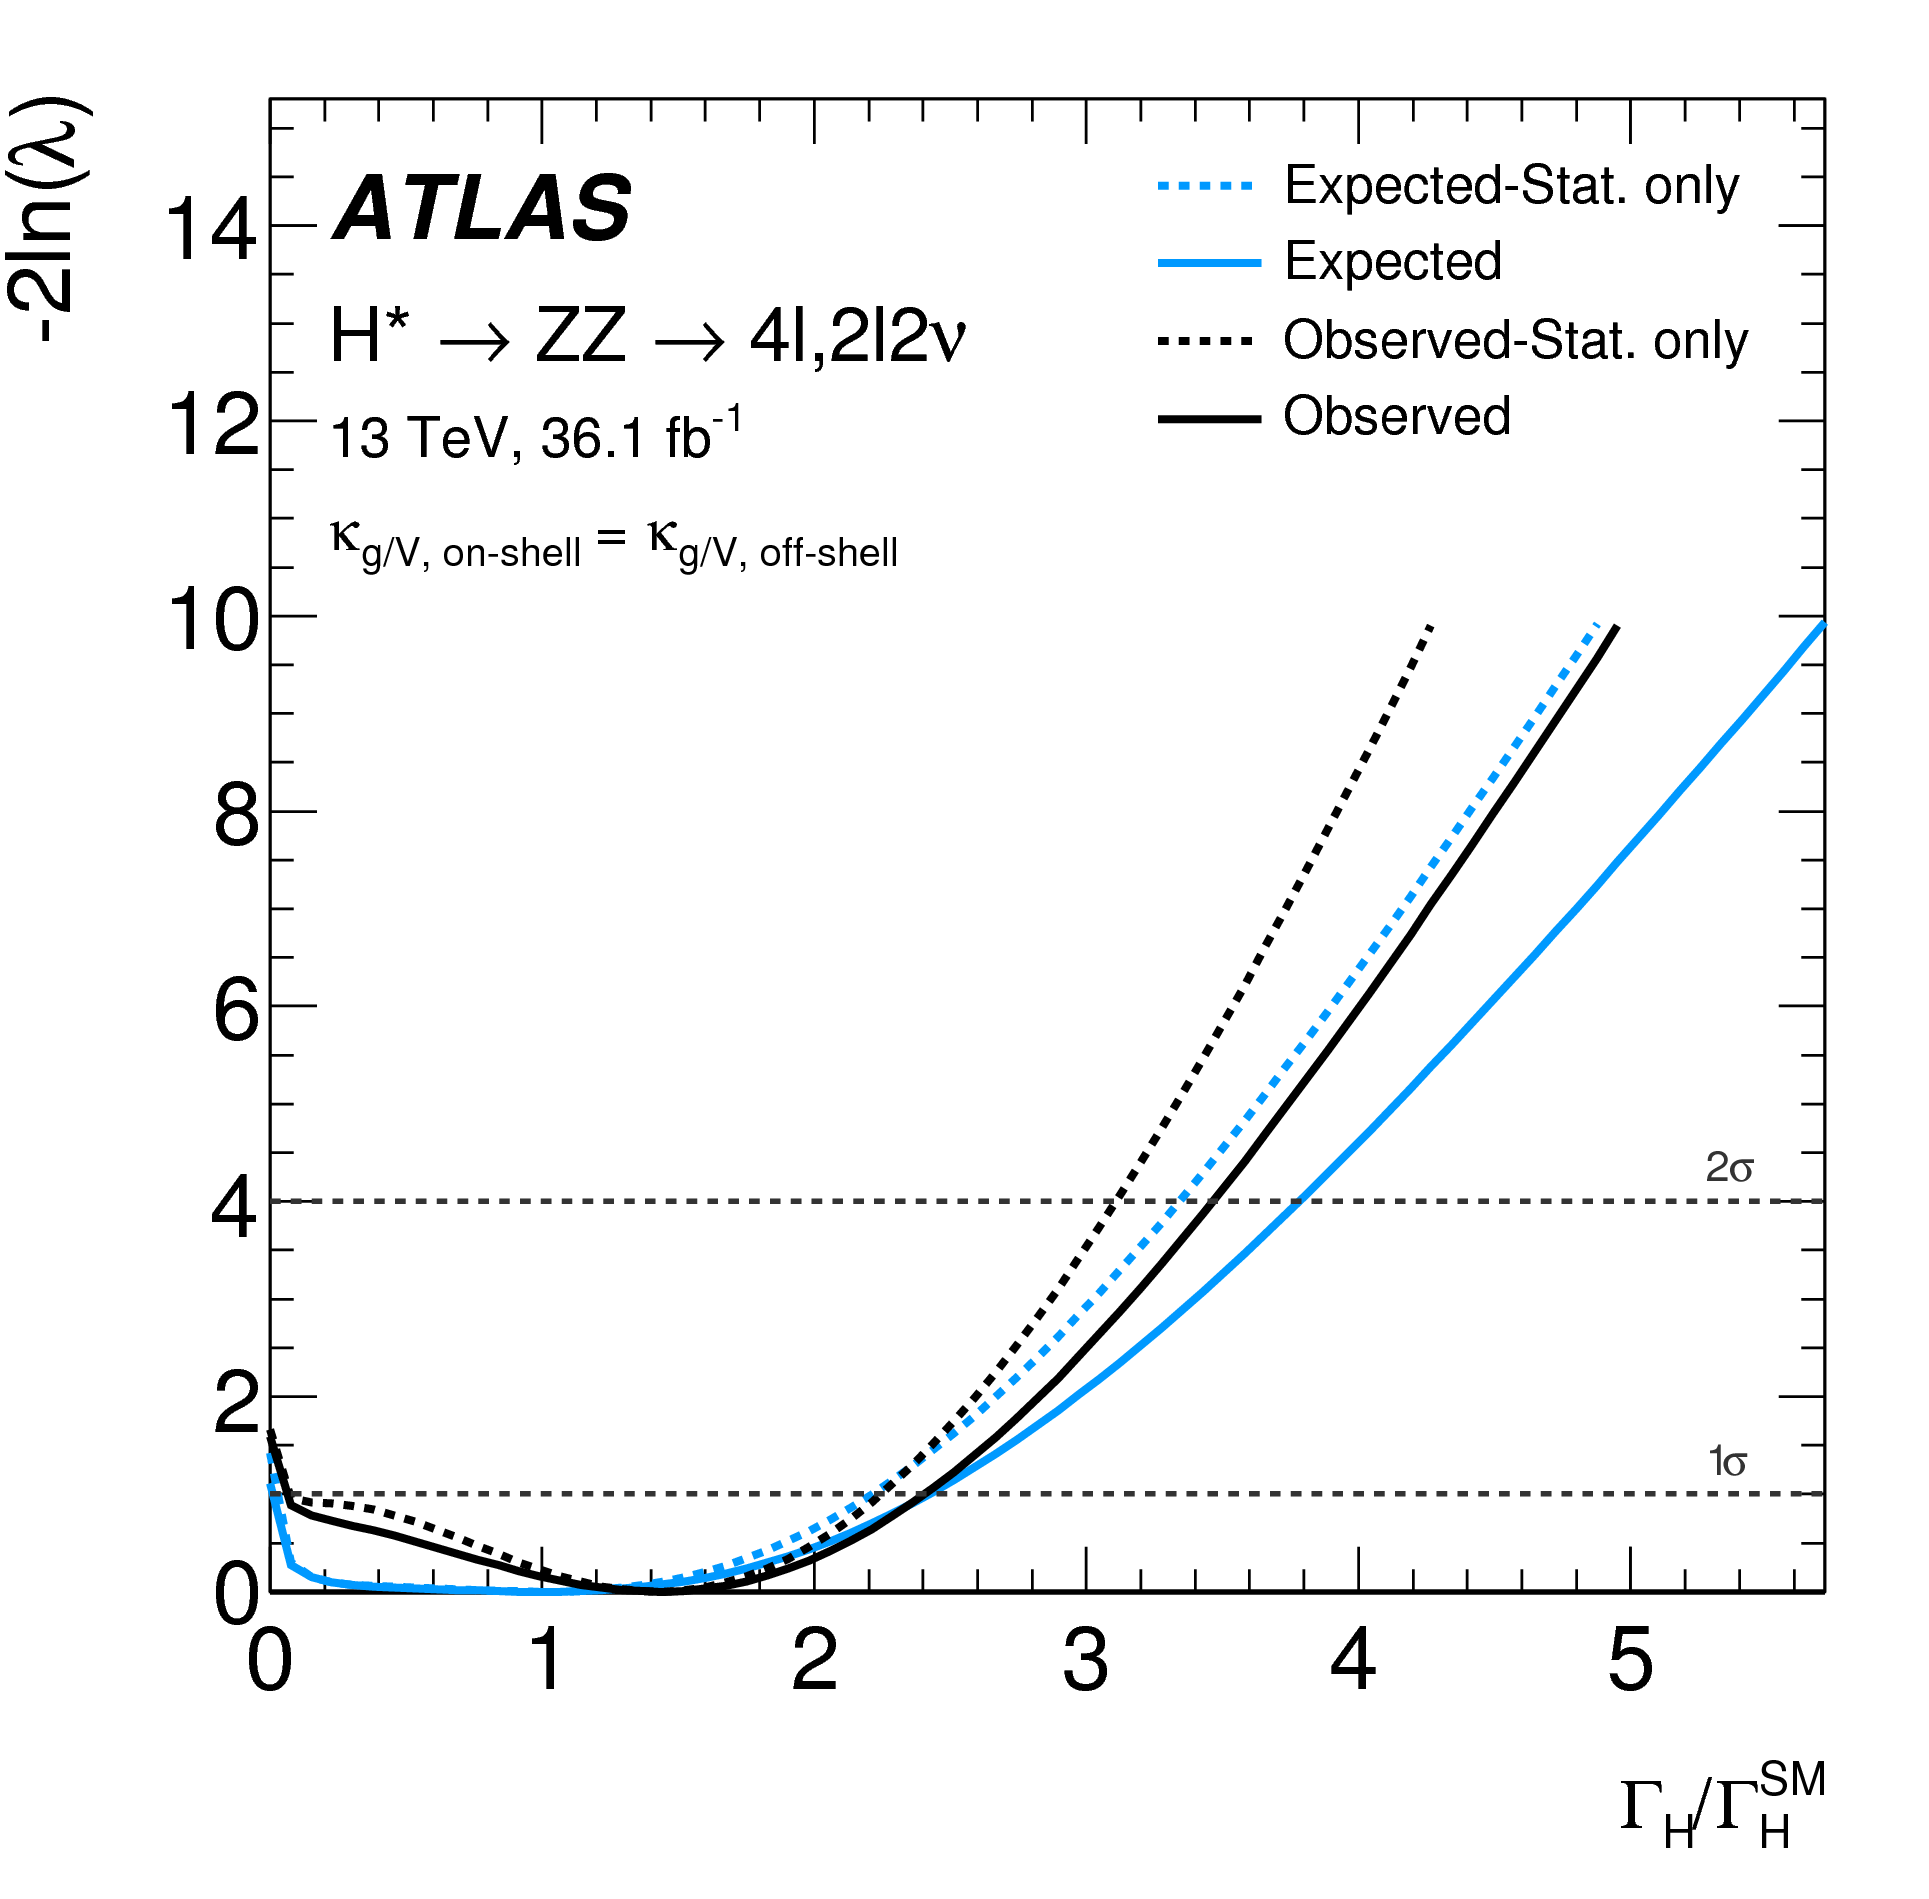 -2ln(λ)
ATLAS
H* → ZZ → 4l,2l2ν
13 TeV, 36.1 fb-1
κg/V, on-shell = κg/V, off-shell
Expected-Stat. only
Expected
Observed-Stat. only
Observed
14
12
10
8
6
4
2
0
2σ
1σ
0 1 2 3 4 5
ΓH/ΓHSM